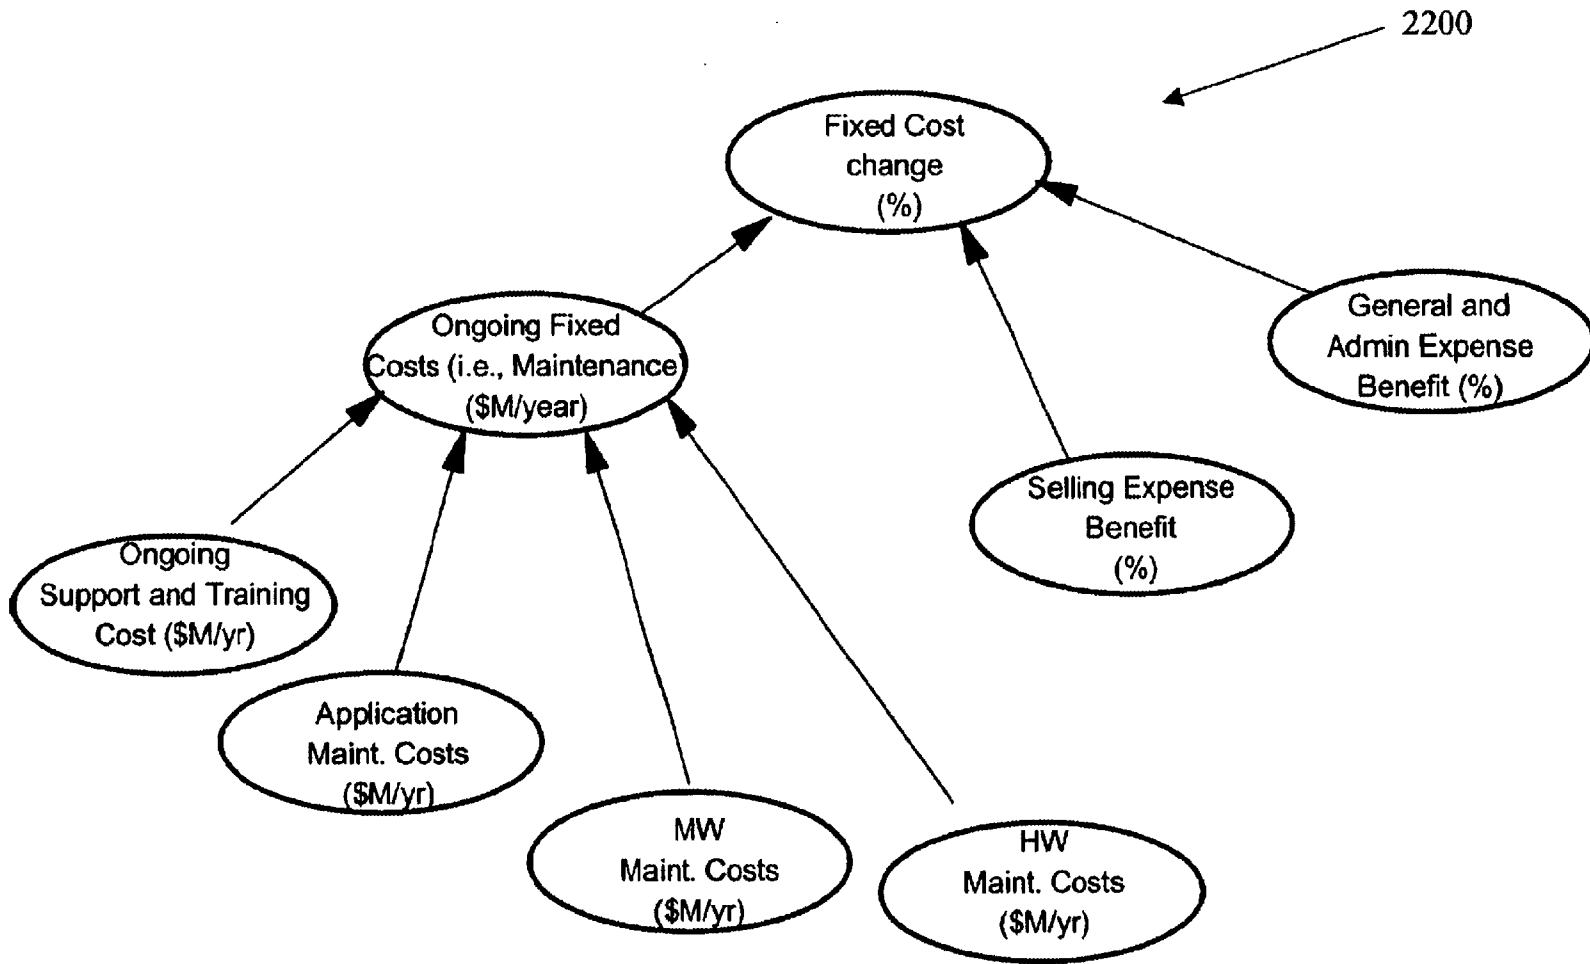 2200
Fixed Cost
change
(%)
Ongoing Fixed
Costs (i.e., Maintenance
($M/year)
General and
Admin Expense
Benefit (%)
Selling Expense
Benefit
(%)
Ongoing
Support and Training
Cost ($M/yr)
Application
Maint. Costs
($M/yr)
MW
Maint. Costs
($M/yr)
HW
Maint. Costs
($M/yr)